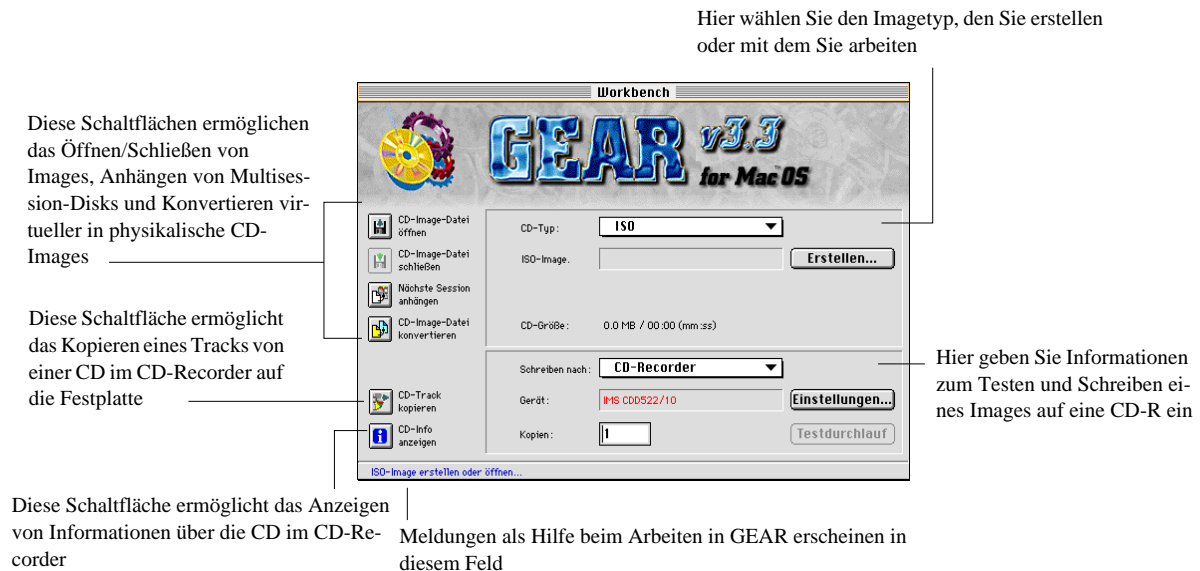 Hier wählen Sie den Imagetyp, den Sie erstellen
oder mit dem Sie arbeiten
Diese Schaltflächen ermöglichen
das Öffnen/Schließen von
Images, Anhängen von Multises-
sion-Disks und Konvertieren vir-
tueller in physikalische CD-
Images
Diese Schaltfläche ermöglicht
das Kopieren eines Tracks von
einer CD im CD-Recorder auf
die Festplatte
Workbench
GEAR v3.3
for Mac OS
CD-Image-Datei
öffnen
CD-Image-Datei
schließen
Nächste Session
anhängen
CD-Image-Datei
konvertieren
CD-Track
kopieren
CD-Info
anzeigen
CD-Typ: ISO
ISO-Image. Erstellen...
CD-Größe: 0.0 MB / 00:00 (mm:ss)
Schreiben nach: CD-Recorder
Gerät: IMS CDD522/10 Einstellungen...
Kopien: 1 Testdurchlauf
ISO-Image erstellen oder öffnen...
Hier geben Sie Informationen
zum Testen und Schreiben ei-
nes Images auf eine CD-R ein
Diese Schaltfläche ermöglicht das Anzeigen
von Informationen über die CD im CD-Re-
corder
Meldungen als Hilfe beim Arbeiten in GEAR erscheinen in
diesem Feld